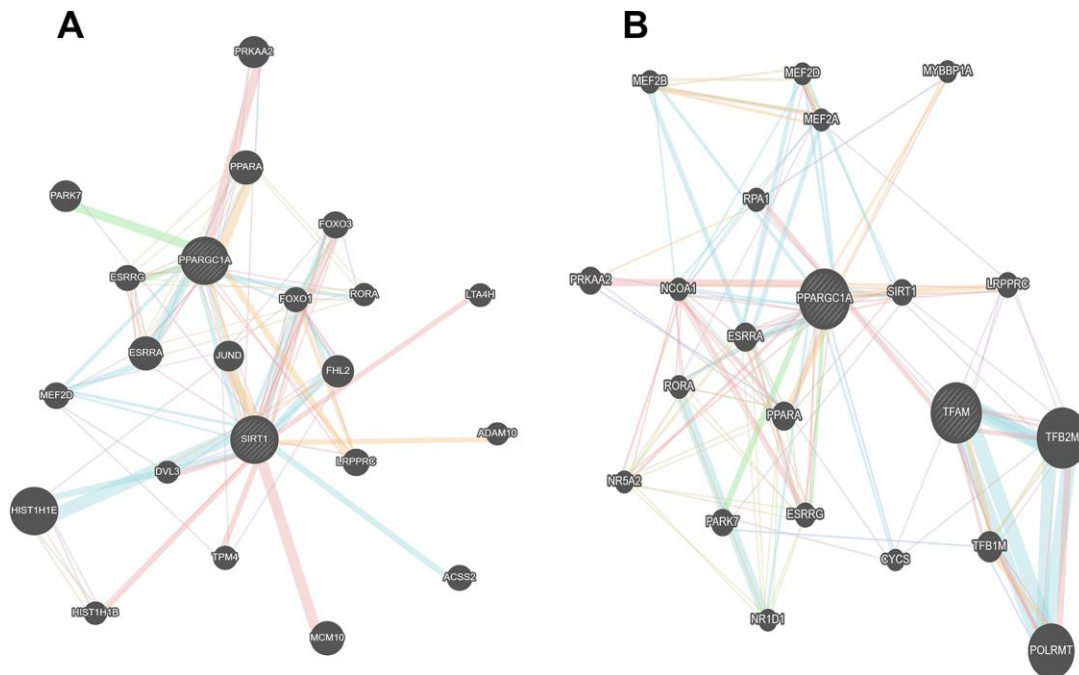 A
PRKAA2
PPARA
PARK7
FOXO3
PPARGC1A
ESRRG
FOXO1
RORA
LTA4H
ESRRA
JUND
FHL2
MEF2D
SIRT1
ADAM10
LRPPRC
DVL3
HIST1H1E
TPM4
ACSS2
HIST1H1B
MCM10
B
MEF2B
MEF2D
MYBBP1A
MEF2A
RPA1
PRKAA2
NCOA1
PPARGC1A
SIRT1
LRPPRC
ESRRA
RORA
PPARA
TFAM
TFB2M
NR5A2
PARK7
ESRRG
TFB1M
CYCS
NR1D1
POLRMT